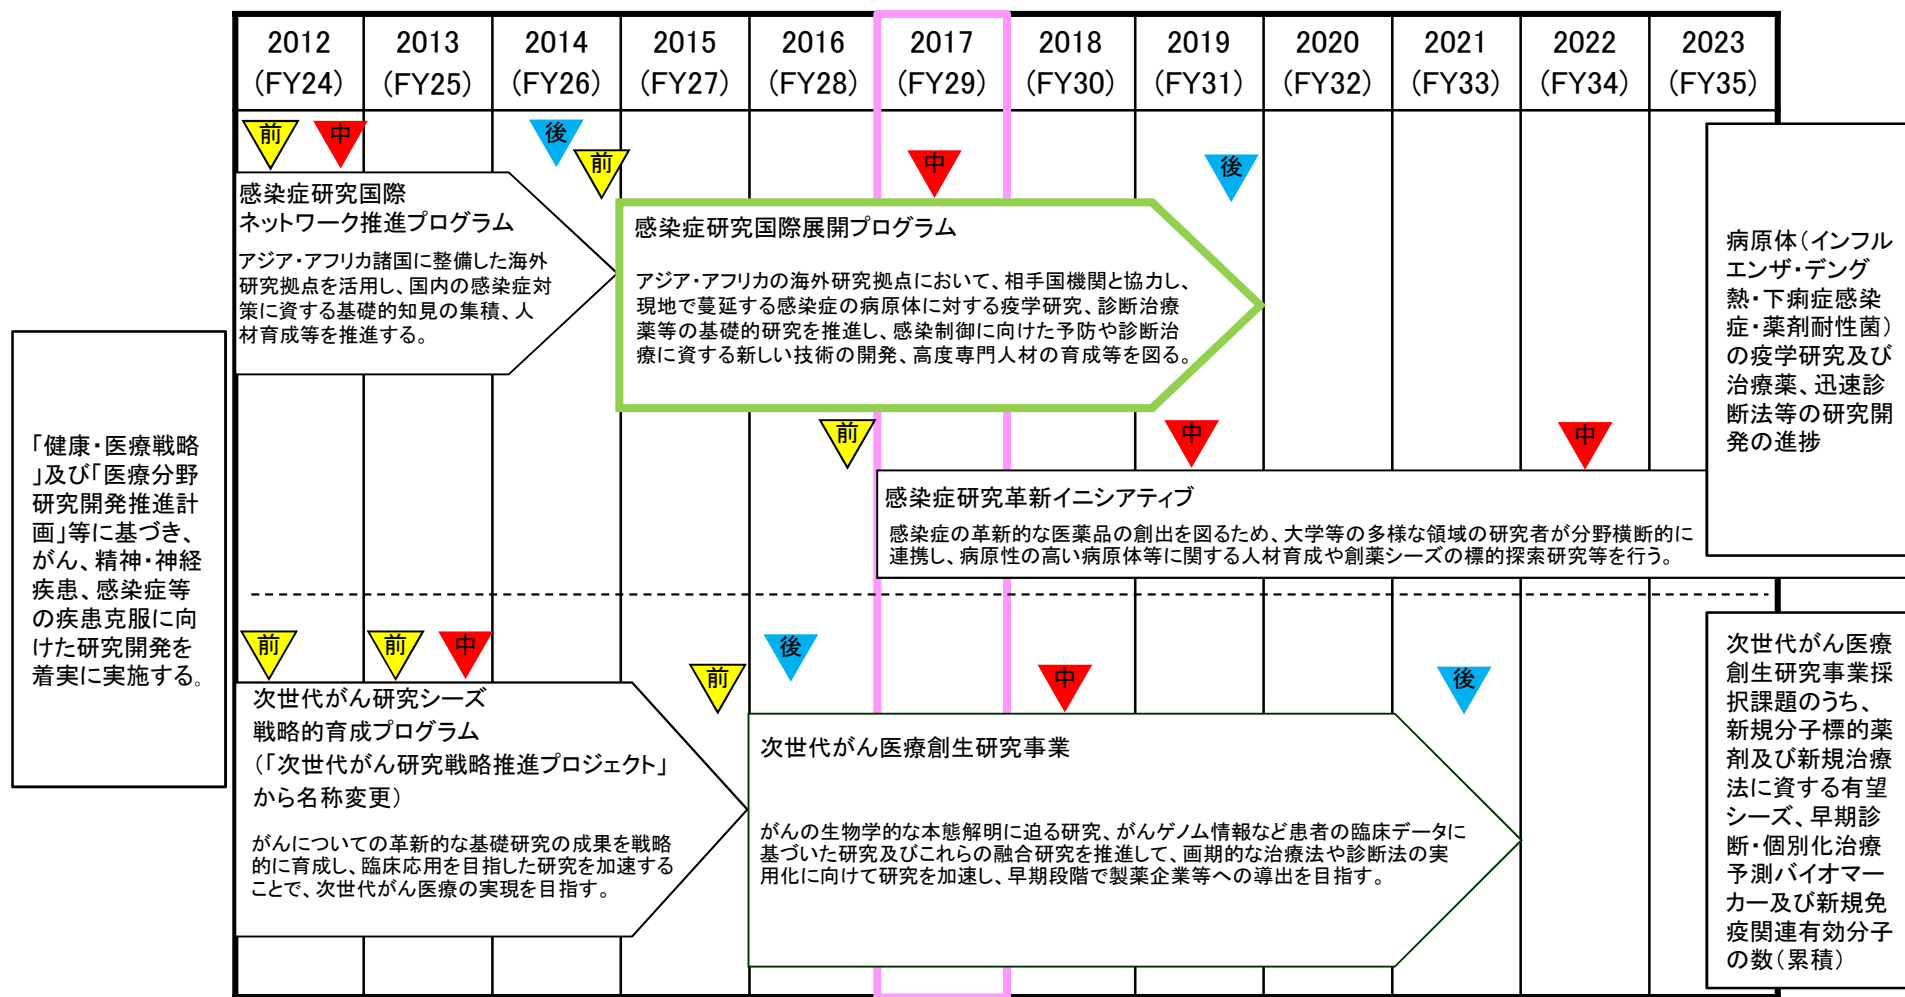 2012
(FY24)
2013
(FY25)
2014
(FY26)
2015
(FY27)
2016
(FY28)
2017
(FY29)
2018
(FY30)
2019
(FY31)
2020
(FY32)
2021
(FY33)
2022
(FY34)
2023
(FY35)
「健康・医療戦略
」及び「医療分野
研究開発推進計
画」等に基づき、
がん、精神・神経
疾患、感染症等
の疾患克服に向
けた研究開発を
着実に実施する。
前
中
後
前
中
後
感染症研究国際
ネットワーク推進プログラム
アジア・アフリカ諸国に整備した海外
研究拠点を活用し、国内の感染症対
策に資する基礎的知見の集積、人
材育成等を推進する。
感染症研究国際展開プログラム
アジア・アフリカの海外研究拠点において、相手国機関と協力し、
現地で蔓延する感染症の病原体に対する疫学研究、診断治療
薬等の基礎的研究を推進し、感染制御に向けた予防や診断治
療に資する新しい技術の開発、高度専門人材の育成等を図る。
前
中
中
感染症研究革新イニシアティブ
感染症の革新的な医薬品の創出を図るため、大学等の多様な領域の研究者が分野横断的に
連携し、病原性の高い病原体等に関する人材育成や創薬シーズの標的探索研究等を行う。
病原体(インフル
エンザ・デング
熱・下痢症感染
症・薬剤耐性菌)
の疫学研究及び
治療薬、迅速診
断法等の研究開
発の進捗
前
前
中
前
後
中
後
次世代がん研究シーズ
戦略的育成プログラム
(「次世代がん研究戦略推進プロジェクト」
から名称変更)
がんについての革新的な基礎研究の成果を戦略
的に育成し、臨床応用を目指した研究を加速する
ことで、次世代がん医療の実現を目指す。
次世代がん医療創生研究事業
がんの生物学的な本態解明に迫る研究、がんゲノム情報など患者の臨床データに
基づいた研究及びこれらの融合研究を推進して、画期的な治療法や診断法の実
用化に向けて研究を加速し、早期段階で製薬企業等への導出を目指す。
次世代がん医療
創生研究事業採
択課題のうち、
新規分子標的薬
剤及び新規治療
法に資する有望
シーズ、早期診
断・個別化治療
予測バイオマー
カー及び新規免
疫関連有効分子
の数(累積)